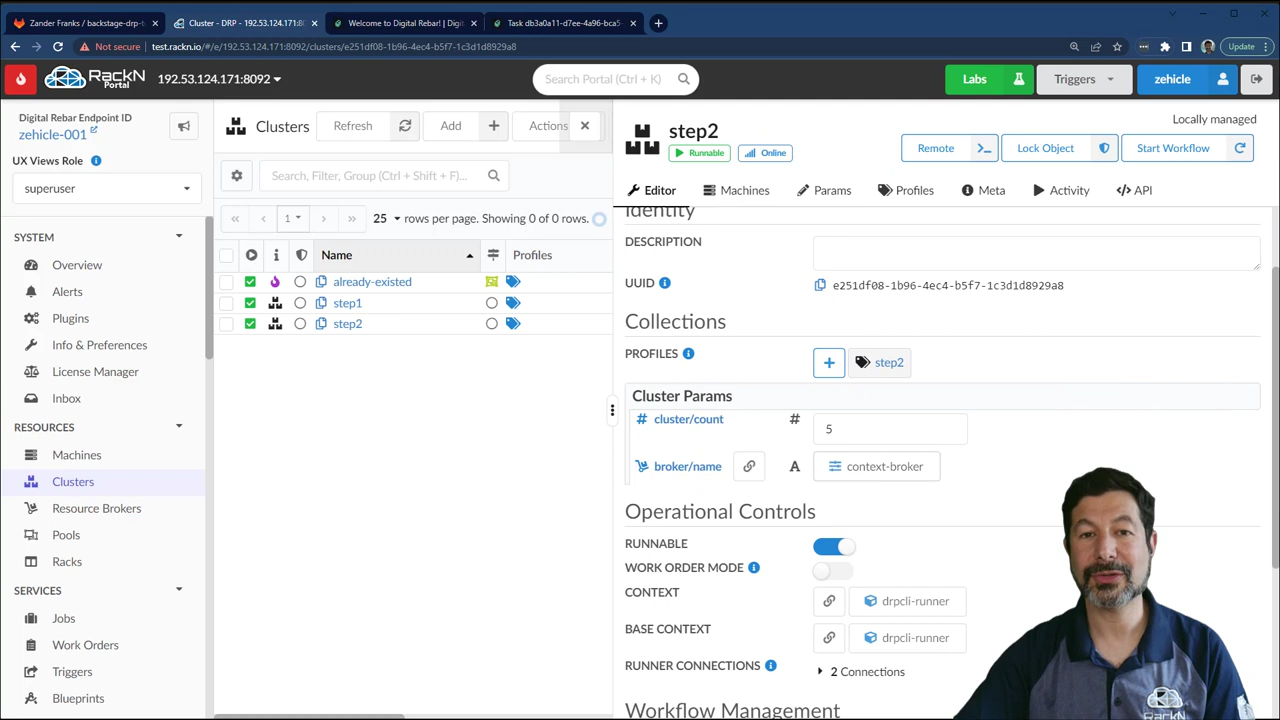 Zander Franks / backstage-drp-t
Cluster - DRP - 192.53.124.171:8
Welcome to Digital Rebar! | Digit
Task db3a0a11-d7ee-4a96-bca5-
Not secure
test.rackn.io/#/e/192.53.124.171:8092/clusters/e251df08-1b96-4ec4-b5f7-1c3d1d8929a8
Update
RackN
Portal
192.53.124.171:8092
Search Portal (Ctrl + K)
Labs
Triggers
zehicle
Digital Rebar Endpoint ID
zehicle-001
UX Views Role
superuser
SYSTEM
Overview
Alerts
Plugins
Info & Preferences
License Manager
Inbox
RESOURCES
Machines
Clusters
Resource Brokers
Pools
Racks
SERVICES
Jobs
Work Orders
Triggers
Blueprints
Clusters
Refresh
Add
Actions
Search, Filter, Group (Ctrl + Shift + F)...
1
25 rows per page. Showing 0 of 0 rows.
Name
Profiles
already-existed
step1
step2
step2
Runnable
Online
Locally managed
Remote
Lock Object
Start Workflow
Editor
Machines
Params
Profiles
Meta
Activity
API
Identity
DESCRIPTION
UUID
e251df08-1b96-4ec4-b5f7-1c3d1d8929a8
Collections
PROFILES
step2
Cluster Params
# cluster/count
#
5
broker/name
A
context-broker
Operational Controls
RUNNABLE
WORK ORDER MODE
CONTEXT
drpcli-runner
BASE CONTEXT
drpcli-runner
RUNNER CONNECTIONS
2 Connections
Workflow Management
RACKN